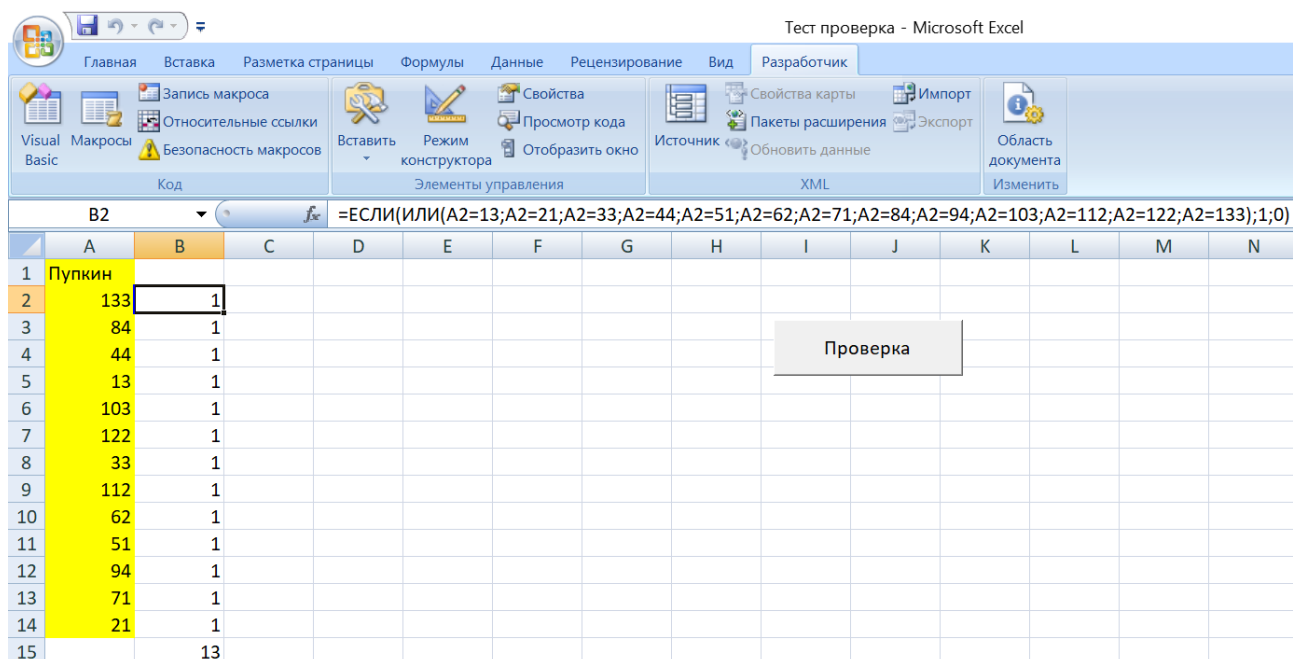 Тест проверка - Microsoft Excel
Главная Вставка Разметка страницы Формулы Данные Рецензирование Вид Разработчик
Visual Basic
Макросы
Запись макроса
Относительные ссылки
Безопасность макросов
Код
Вставить
Режим конструктора
Свойства
Просмотр кода
Отобразить окно
Элементы управления
Источник
Свойства карты
Пакеты расширения
Обновить данные
Импорт
Экспорт
XML
Область документа
Изменить
B2 fx =ЕСЛИ(ИЛИ(A2=13;A2=21;A2=33;A2=44;A2=51;A2=62;A2=71;A2=84;A2=94;A2=103;A2=112;A2=122;A2=133);1;0)
A B C D E F G H I J K L M N
1 Пупкин
2 133 1
3 84 1
Проверка
4 44 1
5 13 1
6 103 1
7 122 1
8 33 1
9 112 1
10 62 1
11 51 1
12 94 1
13 71 1
14 21 1
15 13